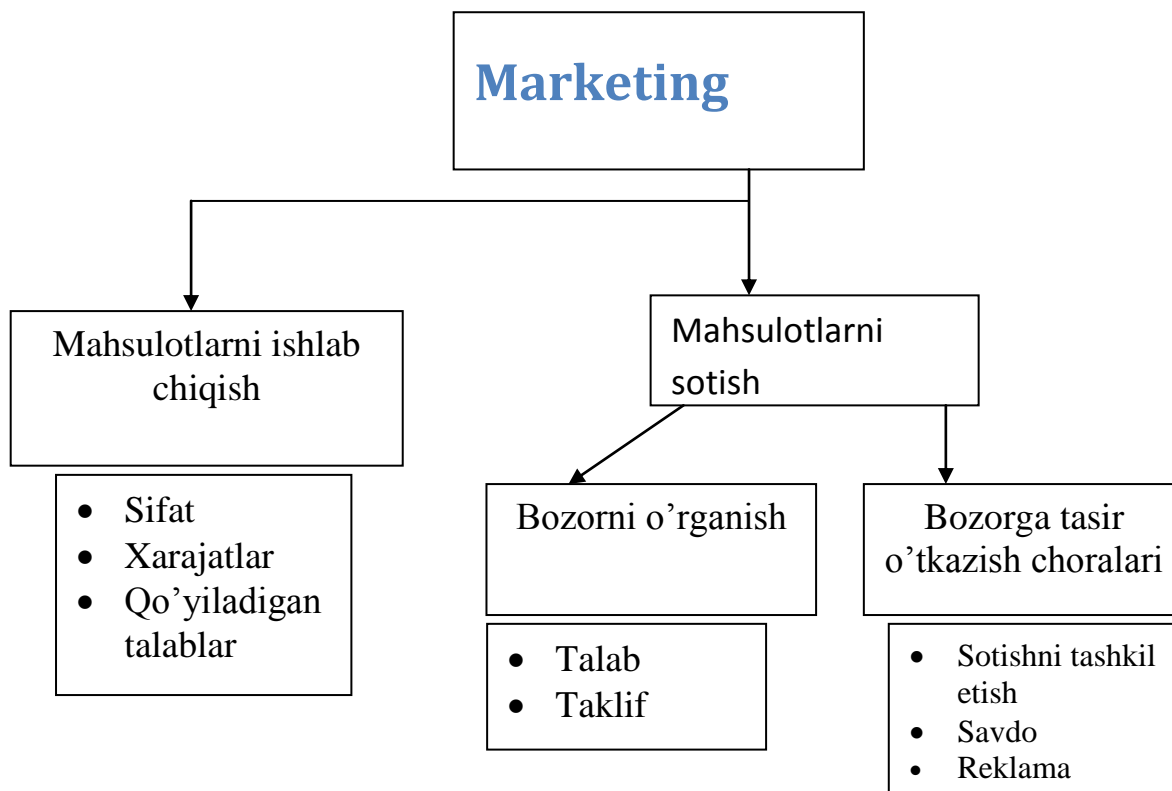 Marketing
Mahsulotlarni ishlab
chiqish
Mahsulotlarni
sotish
• Sifat
• Xarajatlar
• Qo’yiladigan
talablar
Bozorni o’rganish
Bozorga tasir
o’tkazish choralari
• Talab
• Taklif
• Sotishni tashkil
etish
• Savdo
• Reklama